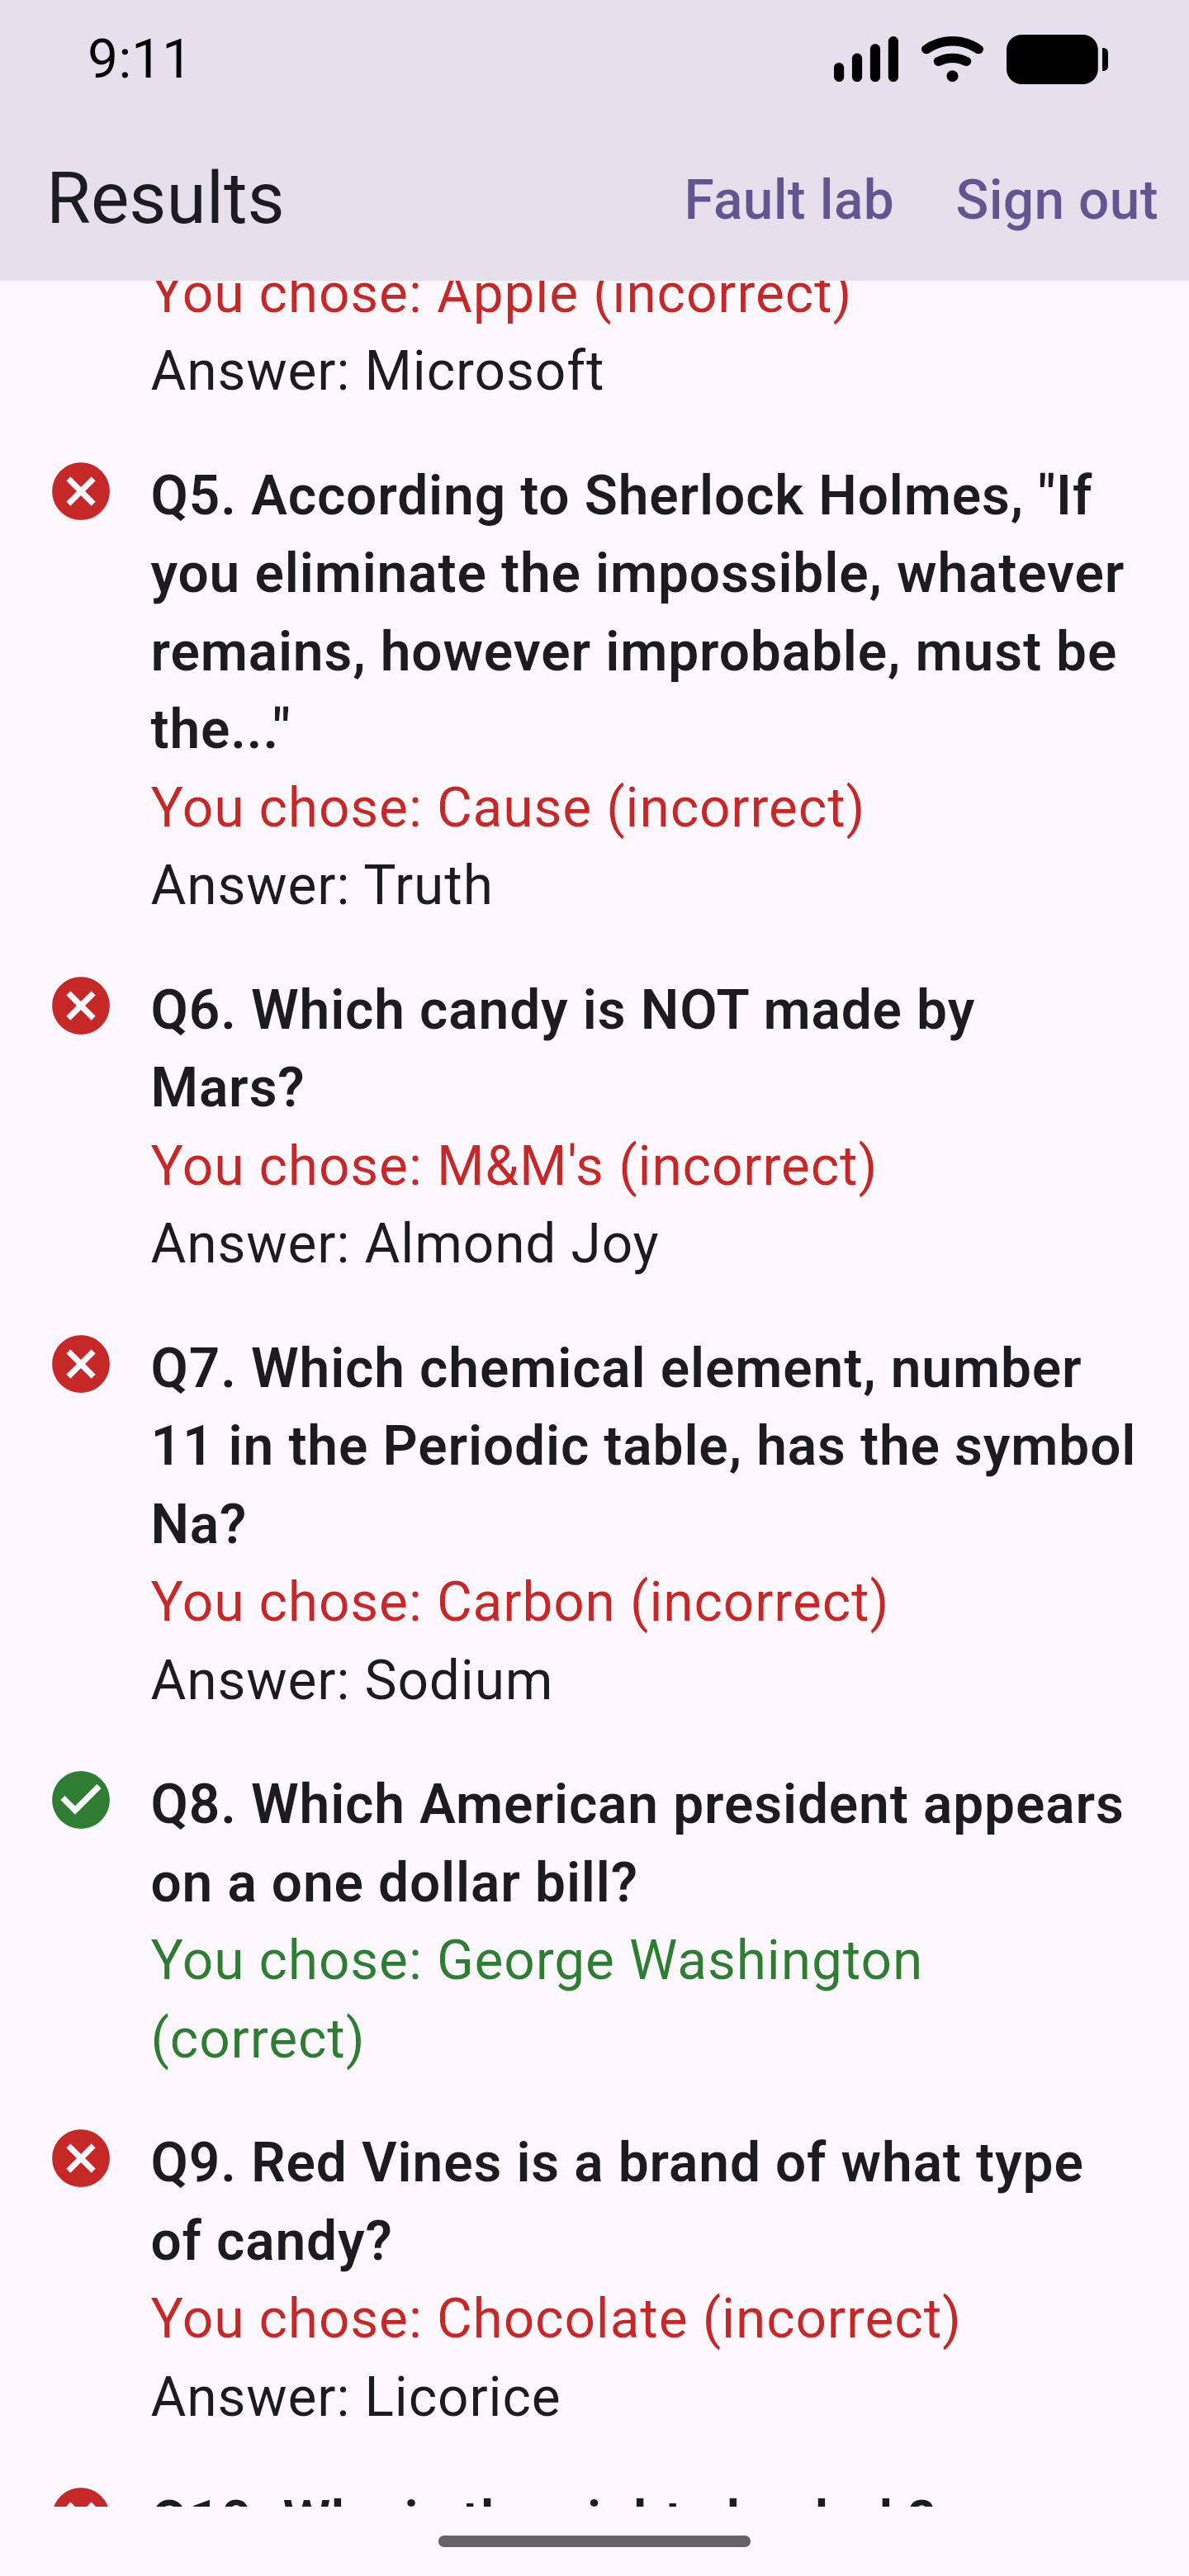 9:11
Results
Fault lab
Sign out
You chose: Apple (incorrect)
Answer: Microsoft
Q5. According to Sherlock Holmes, "If
you eliminate the impossible, whatever
remains, however improbable, must be
the..."
You chose: Cause (incorrect)
Answer: Truth
Q6. Which candy is NOT made by
Mars?
You chose: M&M's (incorrect)
Answer: Almond Joy
Q7. Which chemical element, number
11 in the Periodic table, has the symbol
Na?
You chose: Carbon (incorrect)
Answer: Sodium
Q8. Which American president appears
on a one dollar bill?
You chose: George Washington
(correct)
Q9. Red Vines is a brand of what type
of candy?
You chose: Chocolate (incorrect)
Answer: Licorice